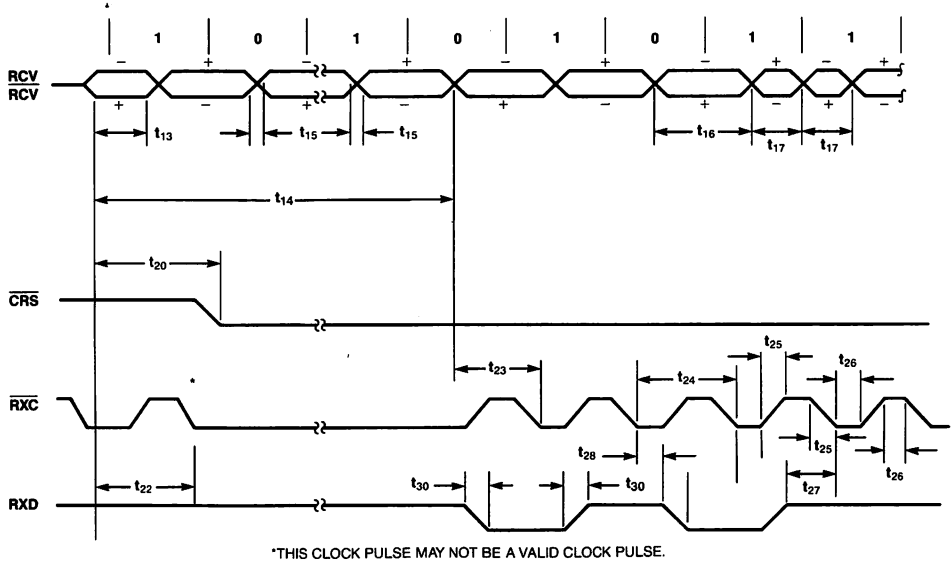 1 0 1 0 1 0 1 1
− + − + − + − + − +
RCV
RCV
+ − + − + − + − + −
t13 t15 t15 t16 t17 t17
t14
t20
CRS
t25
t23 t24 t26
*
RXC
t28 t25
t22 t30 t30 t27 t26
RXD
*THIS CLOCK PULSE MAY NOT BE A VALID CLOCK PULSE.